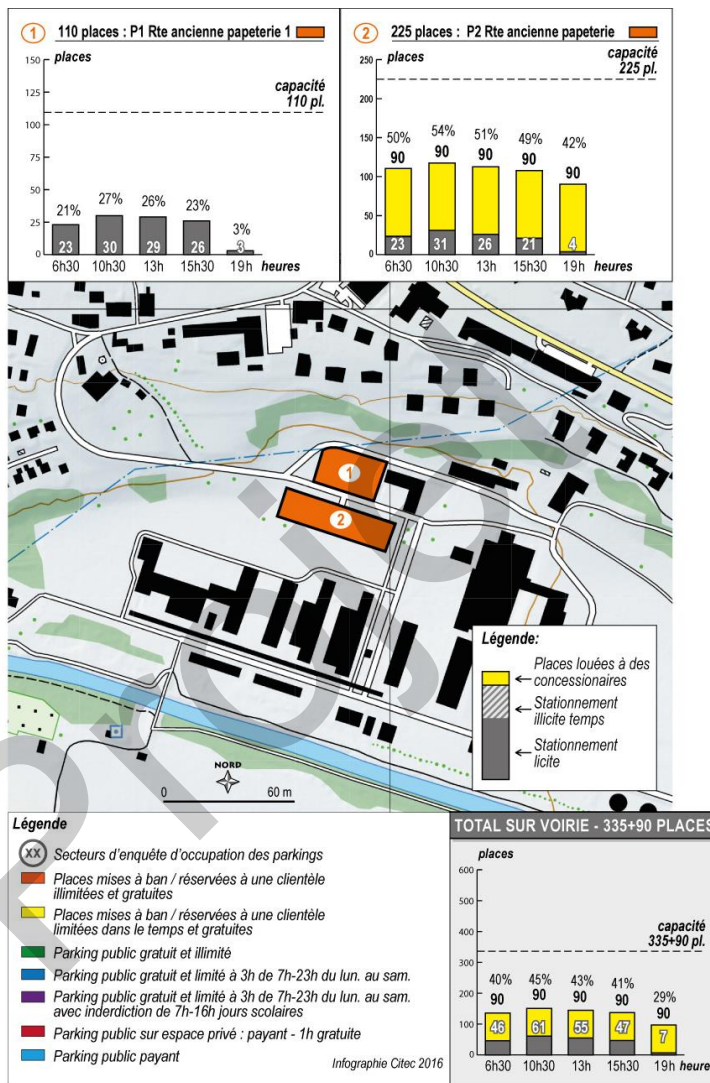 1 110 places : P1 Rte ancienne papeterie 1
places
150
125
100
75
50
25
0
capacité
110 pl.
21% 27% 26% 23% 3%
23 30 29 26 3
6h30 10h30 13h 15h30 19h heures
2 225 places : P2 Rte ancienne papeterie
places
250
200
150
100
50
0
capacité
225 pl.
50% 54% 51% 49% 42%
90 90 90 90 90
23 31 26 21 4
6h30 10h30 13h 15h30 19h heures
1
2
Légende:
Places louées à des
concessionaires
Stationnement
illicite temps
Stationnement
licite
NORD
0 60 m
Projet
Légende
XX Secteurs d'enquête d'occupation des parkings
Places mises à ban / réservées à une clientèle
illimitées et gratuites
Places mises à ban / réservées à une clientèle
limitées dans le temps et gratuites
Parking public gratuit et illimité
Parking public gratuit et limité à 3h de 7h-23h du lun. au sam.
Parking public gratuit et limité à 3h de 7h-23h du lun. au sam.
avec inderdiction de 7h-16h jours scolaires
Parking public sur espace privé : payant - 1h gratuite
Parking public payant
Infographie Citec 2016
TOTAL SUR VOIRIE - 335+90 PLACES
places
600
500
400
300
200
100
0
capacité
335+90 pl.
40% 45% 43% 41% 29%
90 90 90 90 90
46 61 55 47 7
6h30 10h30 13h 15h30 19h heure